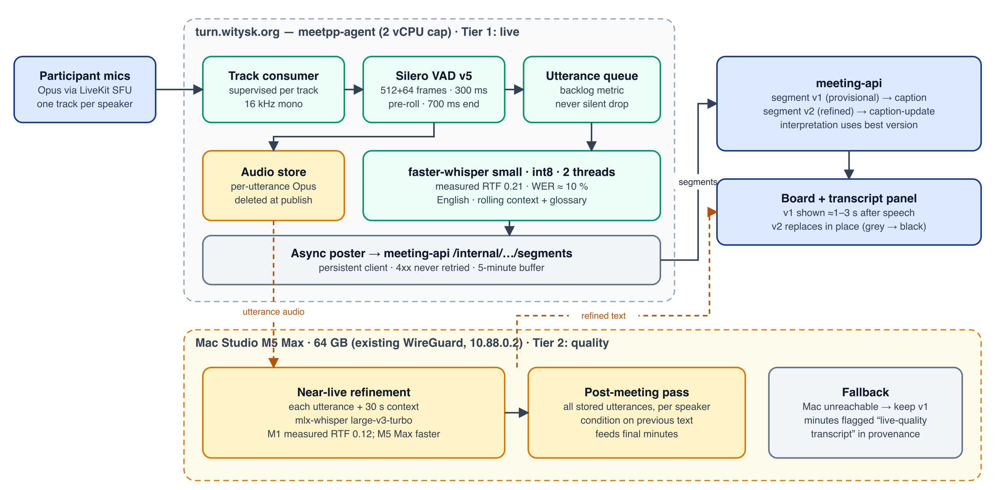 turn.witysk.org — meetpp-agent (2 vCPU cap) · Tier 1: live
Participant mics
Opus via LiveKit SFU
one track per speaker
Track consumer
supervised per track
16 kHz mono
Silero VAD v5
512+64 frames · 300 ms
pre-roll · 700 ms end
Utterance queue
backlog metric
never silent drop
meeting-api
segment v1 (provisional) → caption
segment v2 (refined) → caption-update
interpretation uses best version
Audio store
per-utterance Opus
deleted at publish
faster-whisper small · int8 · 2 threads
measured RTF 0.21 · WER ≈ 10 %
English · rolling context + glossary
segments
Board + transcript panel
v1 shown ≈1–3 s after speech
v2 replaces in place (grey → black)
Async poster → meeting-api /internal/…/segments
persistent client · 4xx never retried · 5-minute buffer
utterance audio
refined text
Mac Studio M5 Max · 64 GB (existing WireGuard, 10.88.0.2) · Tier 2: quality
Near-live refinement
each utterance + 30 s context
mlx-whisper large-v3-turbo
M1 measured RTF 0.12; M5 Max faster
Post-meeting pass
all stored utterances, per speaker
condition on previous text
feeds final minutes
Fallback
Mac unreachable → keep v1
minutes flagged “live-quality
transcript” in provenance